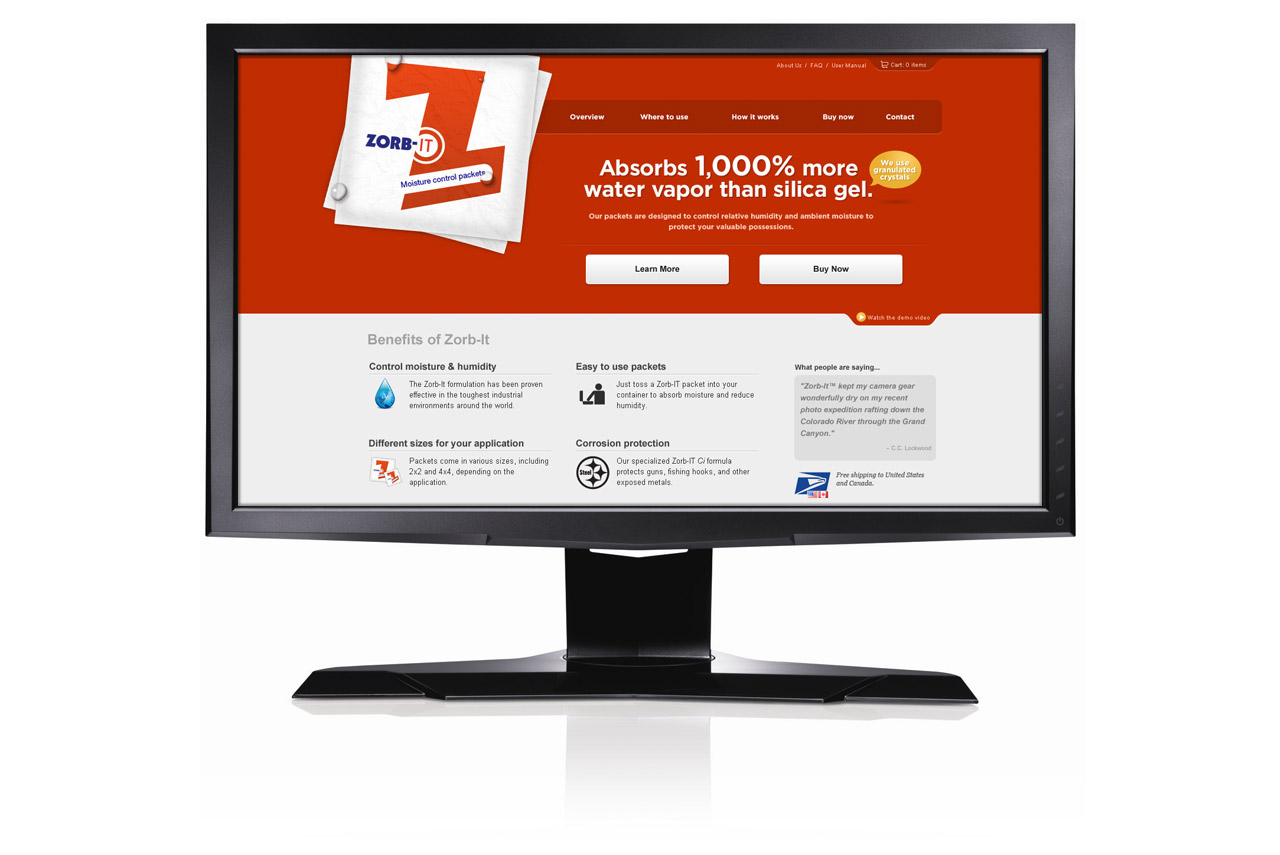 About Us / FAQ / User Manual
Cart: 0 items
Overview Where to use How it works Buy now Contact
ZORB-IT
Moisture control packets
Absorbs 1,000% more
water vapor than silica gel.
We use
granulated
crystals
Our packets are designed to control relative humidity and ambient moisture to
protect your valuable possessions.
Learn More
Buy Now
Watch the demo video
Benefits of Zorb-It
Control moisture & humidity
The Zorb-It formulation has been proven
effective in the toughest industrial
environments around the world.
Easy to use packets
Just toss a Zorb-IT packet into your
container to absorb moisture and reduce
humidity.
Different sizes for your application
Packets come in various sizes, including
2x2 and 4x4, depending on the
application.
Corrosion protection
Steel
Our specialized Zorb-IT Ci formula
protects guns, fishing hooks, and other
exposed metals.
What people are saying...
"Zorb-It™ kept my camera gear
wonderfully dry on my recent
photo expedition rafting down the
Colorado River through the Grand
Canyon."
– C.C. Lockwood
Free shipping to United States
and Canada.